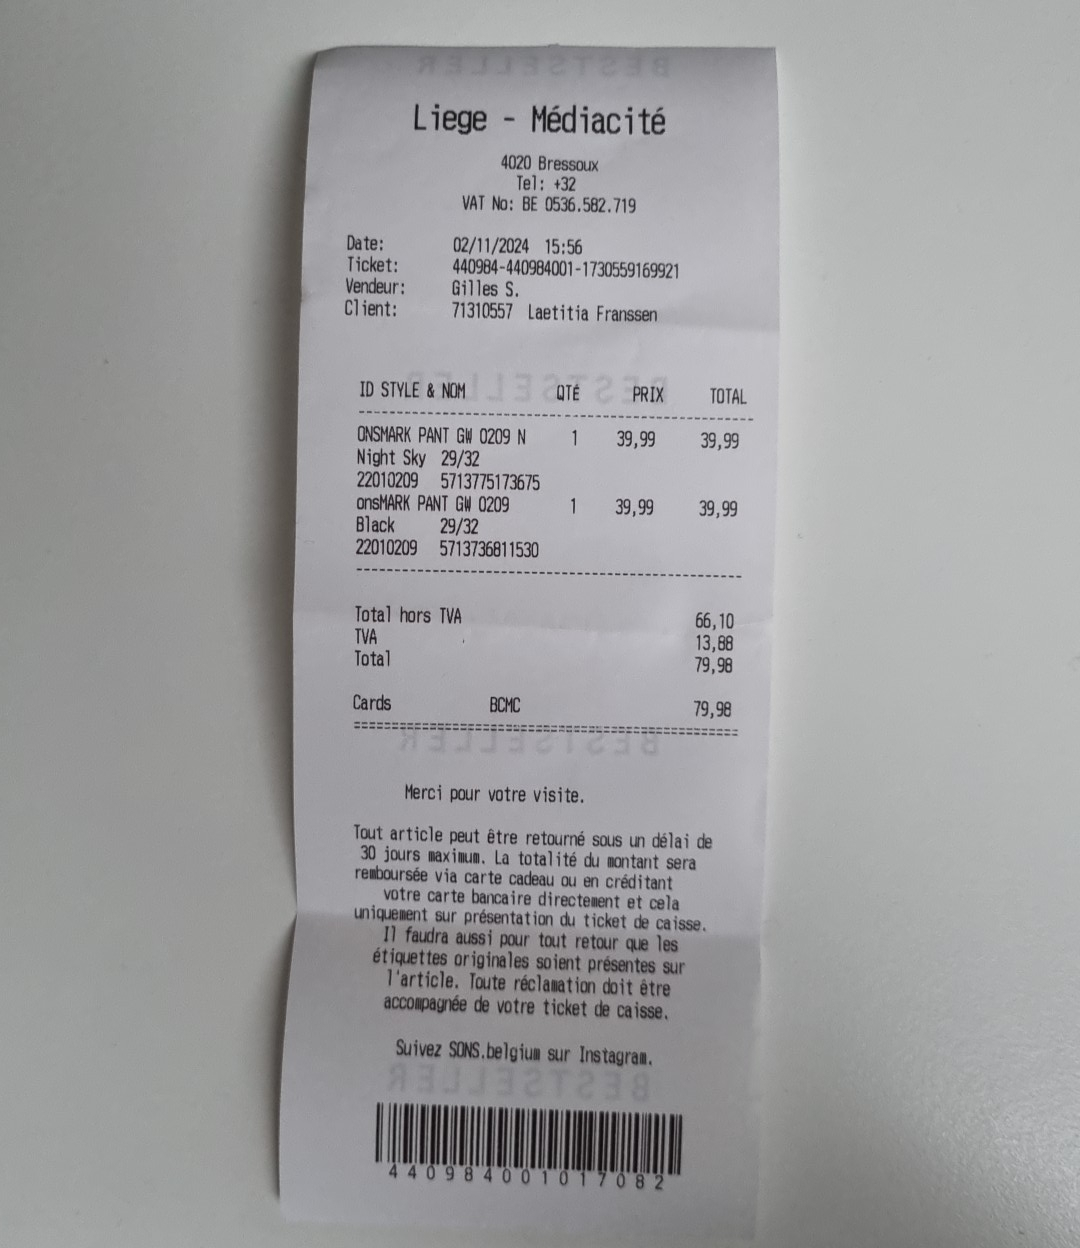 BESTSELLER
Liege - Médiacité
4020 Bressoux
Tel: +32
VAT No: BE 0536.582.719
Date: 02/11/2024 15:56
Ticket: 440984-440984001-1730559169921
Vendeur: Gilles S.
Client: 71310557 Laetitia Franssen
BESTSELLER
ID STYLE & NOM QTÉ PRIX TOTAL
ONSMARK PANT GW 0209 N 1 39,99 39,99
Night Sky 29/32
22010209 5713775173675
onsMARK PANT GW 0209 1 39,99 39,99
Black 29/32
22010209 5713736811530
Total hors TVA 66,10
TVA 13,88
Total 79,98
Cards BCMC 79,98
BESTSELLER
Merci pour votre visite.
Tout article peut être retourné sous un délai de
30 jours maximum. La totalité du montant sera
remboursée via carte cadeau ou en créditant
votre carte bancaire directement et cela
uniquement sur présentation du ticket de caisse.
Il faudra aussi pour tout retour que les
étiquettes originales soient présentes sur
l'article. Toute réclamation doit être
accompagnée de votre ticket de caisse.
Suivez SONS.belgium sur Instagram.
BESTSELLER
440984001017082